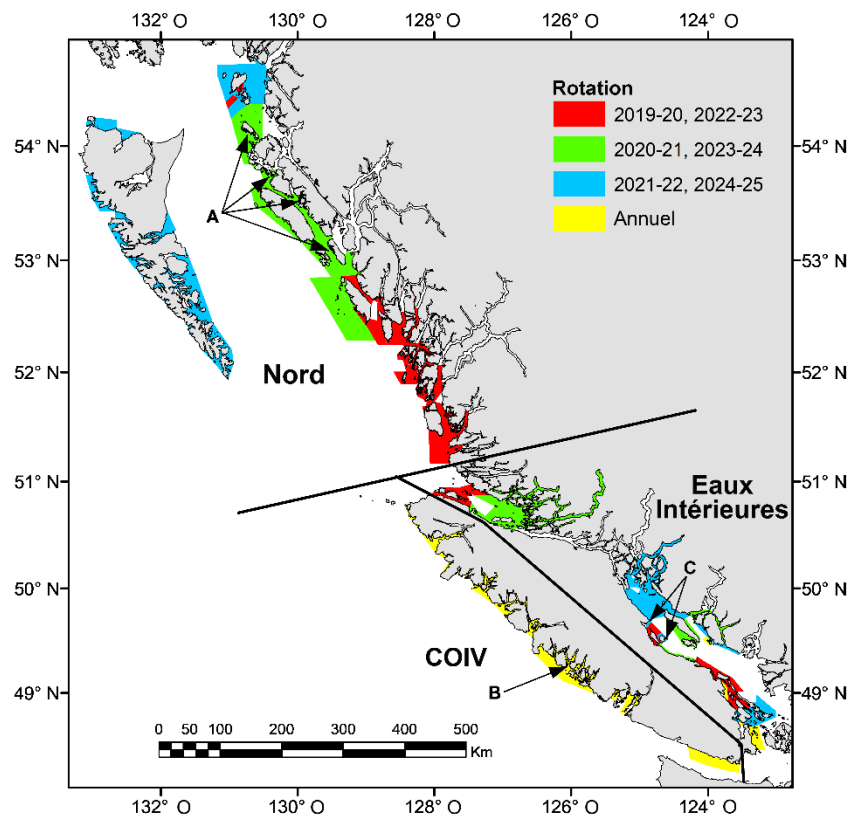 132° O 130° O 128° O 126° O 124° O
Rotation
2019-20, 2022-23
2020-21, 2023-24
2021-22, 2024-25
Annuel
54° N 54° N
A
53° N 53° N
52° N 52° N
Nord
51° N 51° N
Eaux
Intérieures
50° N 50° N
C
COIV
B
49° N 49° N
0 50 100 200 300 400 500
Km
132° O 130° O 128° O 126° O 124° O